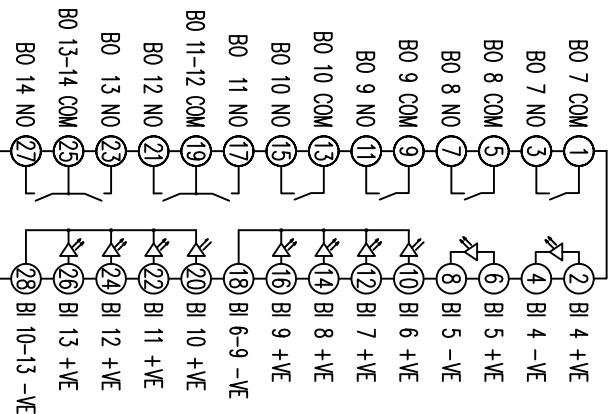 BO 7 COM
BO 7 NO
BO 8 COM
BO 8 NO
BO 9 COM
BO 9 NO
BO 10 COM
BO 10 NO
BO 11 NO
BO 11-12 COM
BO 12 NO
BO 13 NO
BO 13-14 COM
BO 14 NO
1
3
5
7
9
11
13
15
17
19
21
23
25
27
2
4
6
8
10
12
14
16
18
20
22
24
26
28
BI 4 +VE
BI 4 -VE
BI 5 +VE
BI 5 -VE
BI 6 +VE
BI 7 +VE
BI 8 +VE
BI 9 +VE
BI 6-9 -VE
BI 10 +VE
BI 11 +VE
BI 12 +VE
BI 13 +VE
BI 10-13 -VE